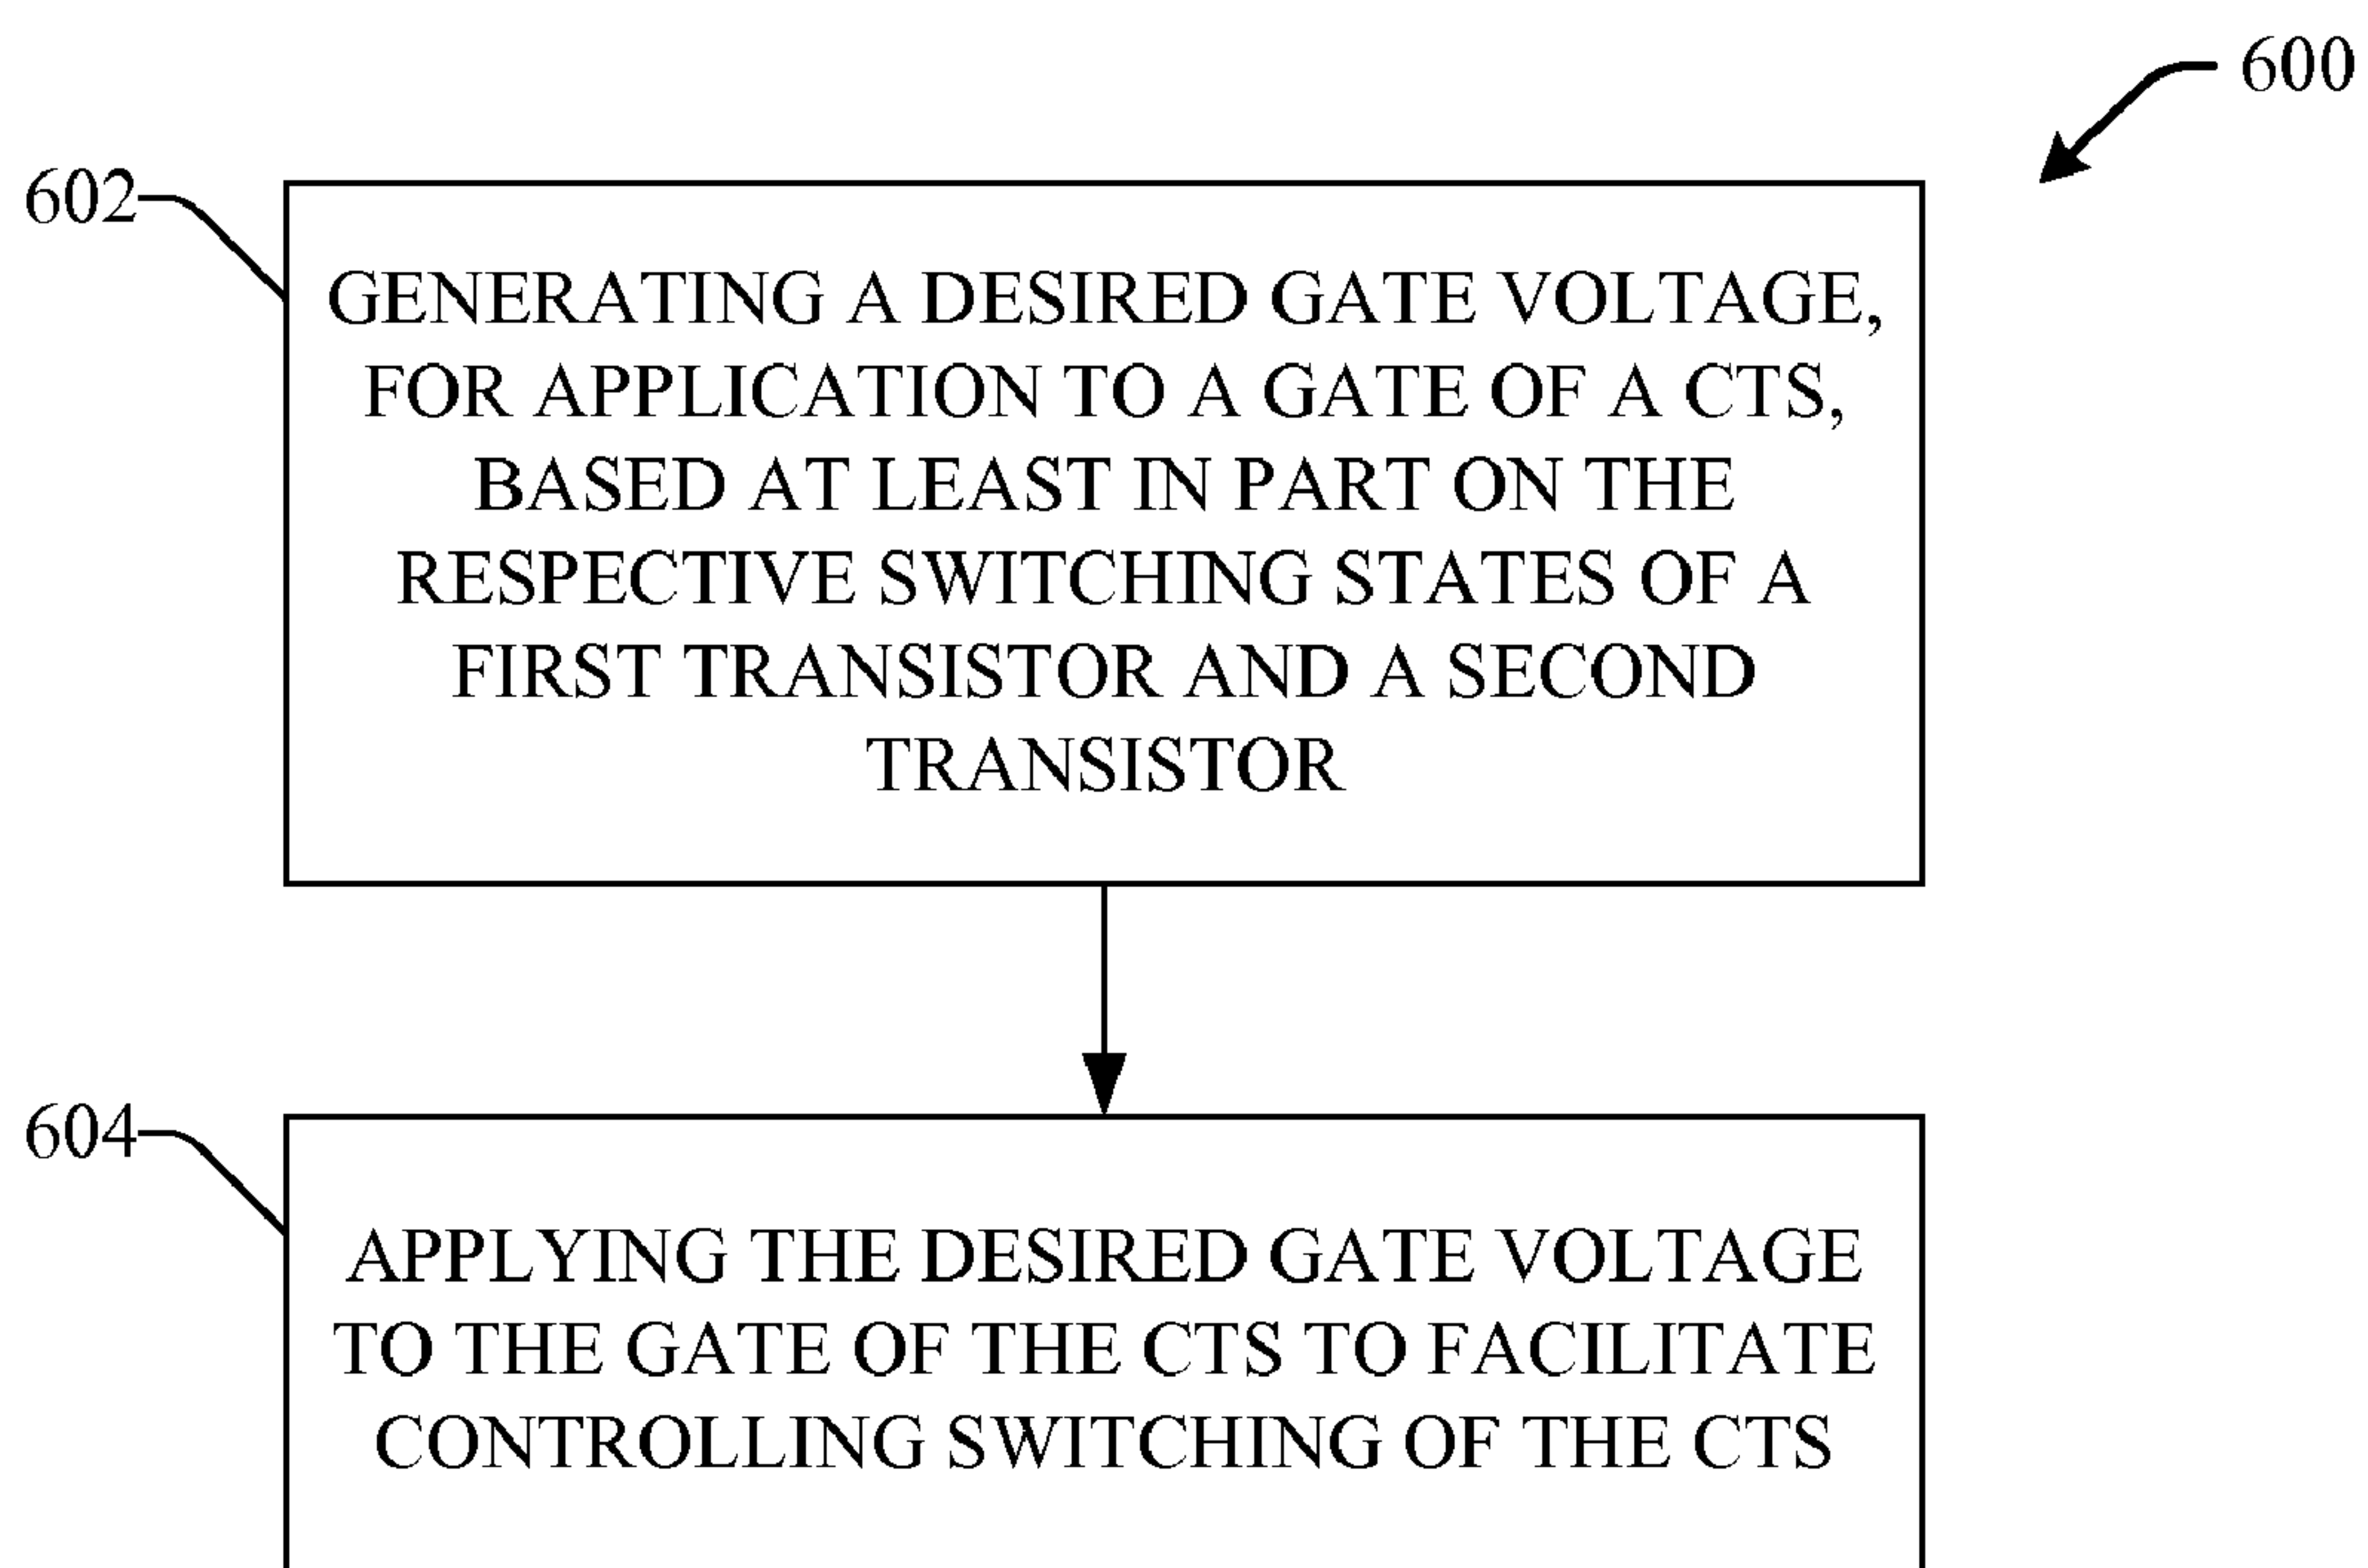 600
602
GENERATING A DESIRED GATE VOLTAGE,
FOR APPLICATION TO A GATE OF A CTS,
BASED AT LEAST IN PART ON THE
RESPECTIVE SWITCHING STATES OF A
FIRST TRANSISTOR AND A SECOND
TRANSISTOR
604
APPLYING THE DESIRED GATE VOLTAGE
TO THE GATE OF THE CTS TO FACILITATE
CONTROLLING SWITCHING OF THE CTS